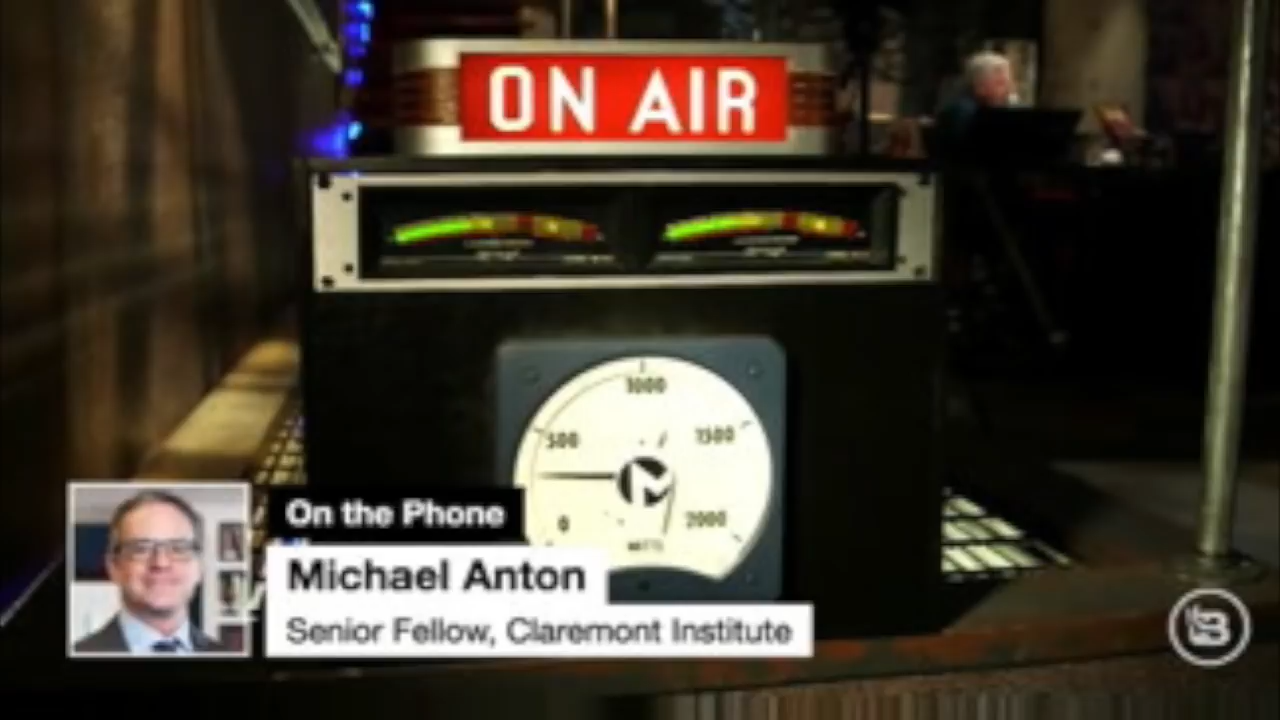 ON AIR
1000
500
1500
0
2000
On the Phone
Michael Anton
Senior Fellow, Claremont Institute